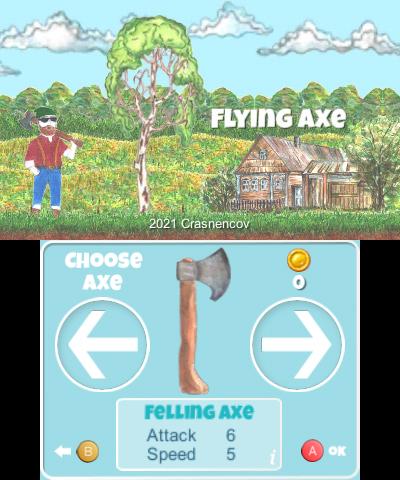 FLYING AXE
2021 Crasnencov
CHOOSE
AXE
0
FELLING AXE
Attack 6
Speed 5
i
B
A OK